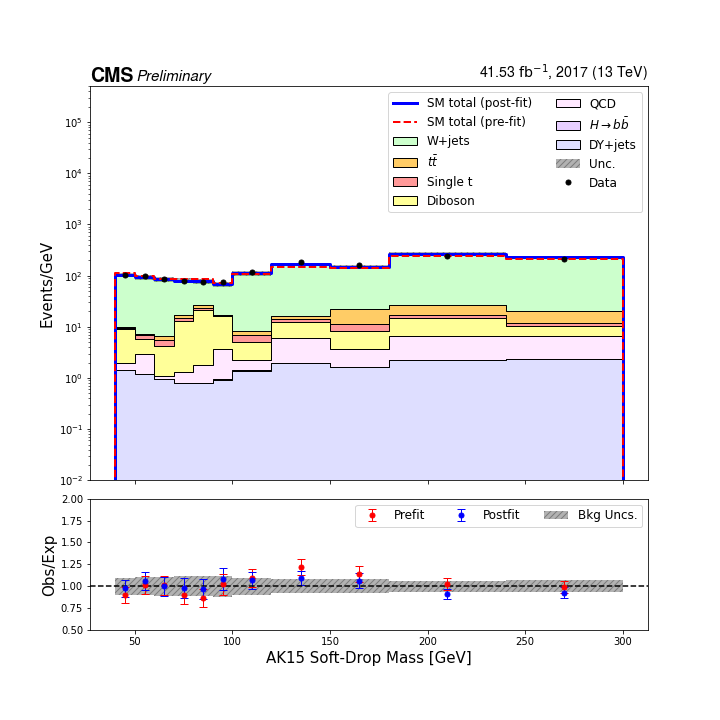 CMS Preliminary
41.53 fb⁻¹, 2017 (13 TeV)
SM total (post-fit)
SM total (pre-fit)
W+jets
tt̄
Single t
Diboson
QCD
H→bb̄
DY+jets
Unc.
Data
Events/GeV
10⁵
10⁴
10³
10²
10¹
10⁰
10⁻¹
10⁻²
Prefit
Postfit
Bkg Uncs.
Obs/Exp
2.00
1.75
1.50
1.25
1.00
0.75
0.50
50 100 150 200 250 300
AK15 Soft-Drop Mass [GeV]